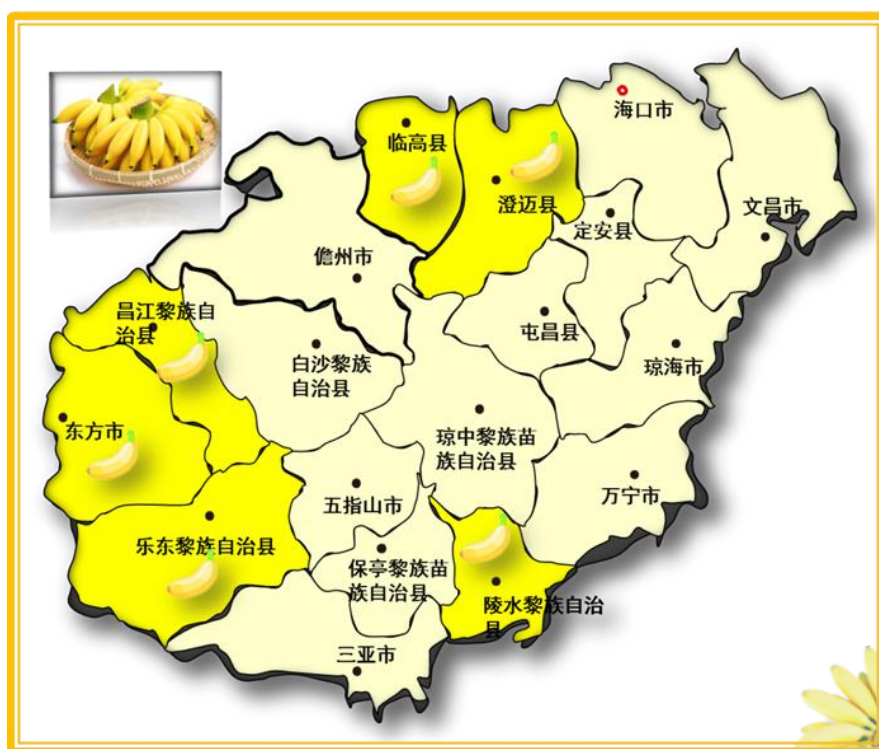 海口市
临高县
澄迈县
文昌市
定安县
儋州市
昌江黎族自
治县
屯昌县
白沙黎族
自治县
琼海市
东方市
琼中黎族苗
族自治县
万宁市
五指山市
乐东黎族自治县
保亭黎族苗
族自治县
陵水黎族自治
县
三亚市